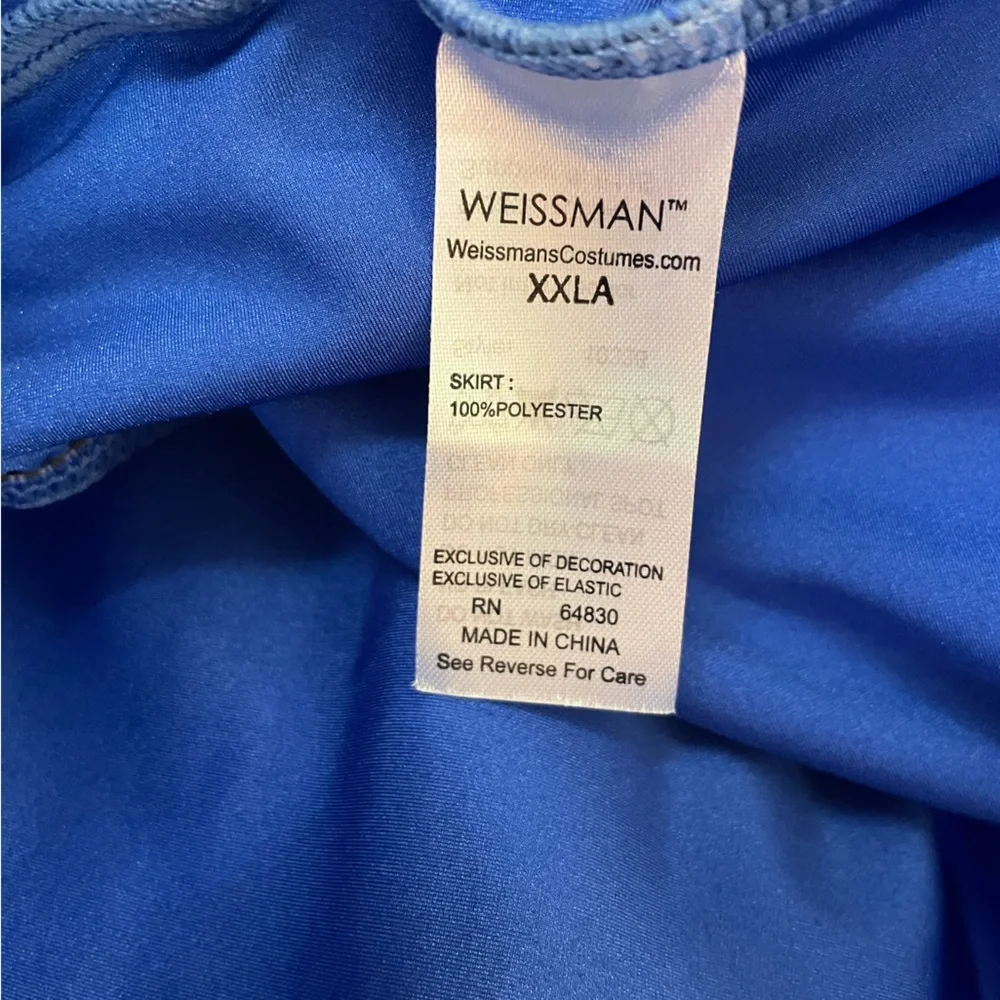 WEISSMAN™
WeissmansCostumes.com
XXLA
SKIRT :
100%POLYESTER
EXCLUSIVE OF DECORATION
EXCLUSIVE OF ELASTIC
RN 64830
MADE IN CHINA
See Reverse For Care